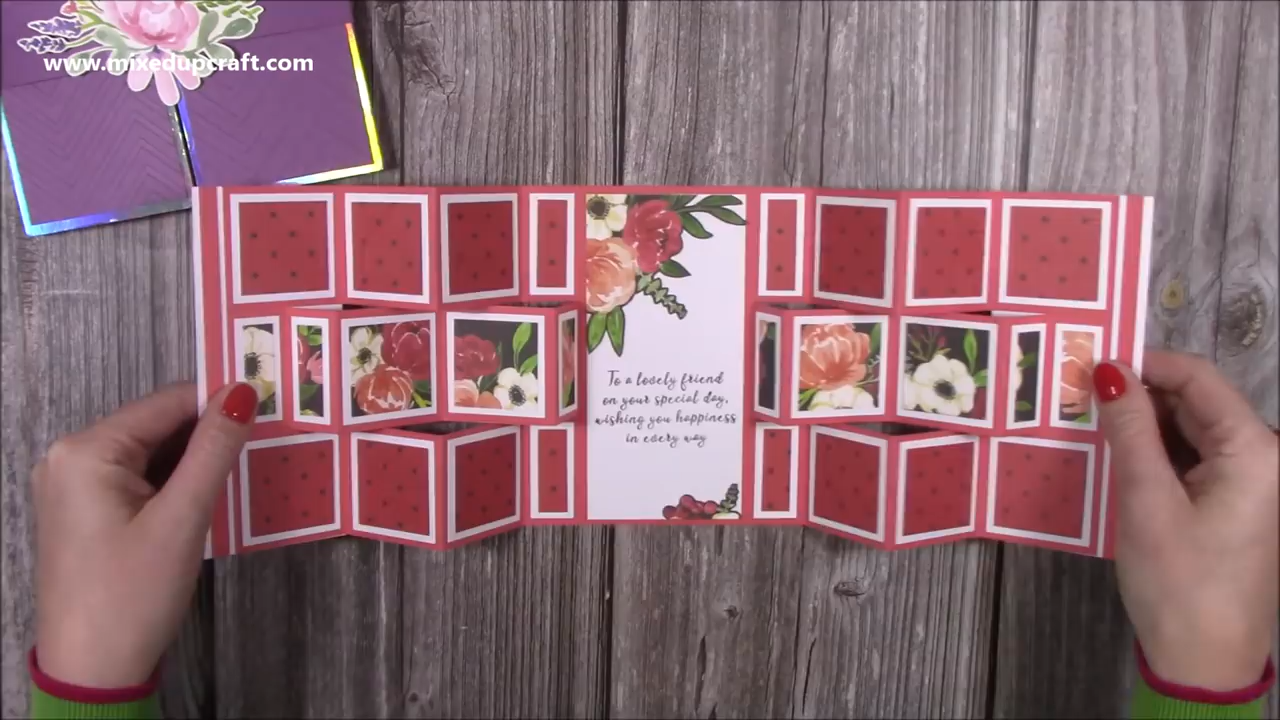 www.mixedupcraft.com
To a lovely friend
on your special day,
wishing you happiness
in every way